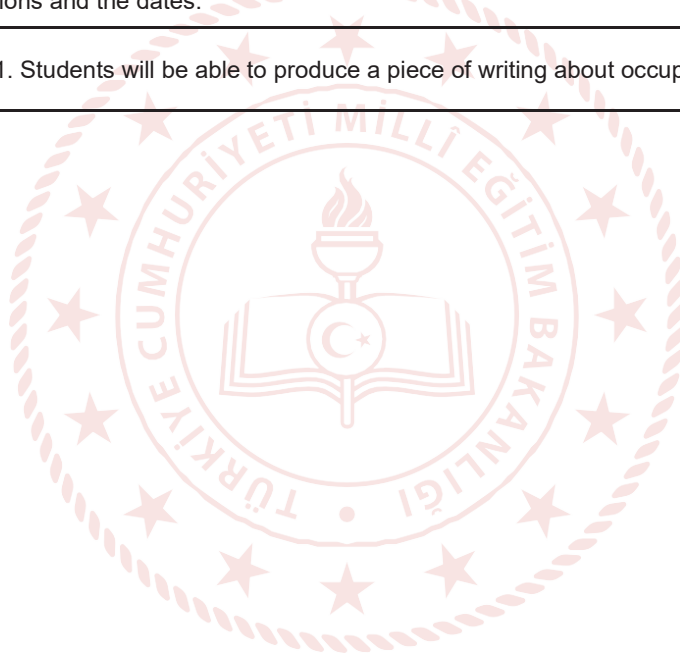 ions and the dates.
1. Students will be able to produce a piece of writing about occup
TÜRKİYE CUMHURİYETİ MİLLÎ EĞİTİM BAKANLIĞI